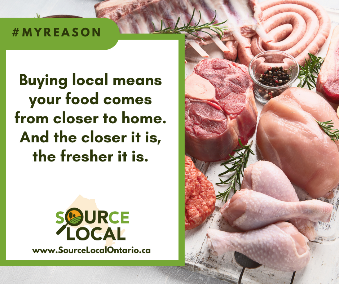 #MYREASON
Buying local means
your food comes
from closer to home.
And the closer it is,
the fresher it is.
SOURCE
LOCAL
www.SourceLocalOntario.ca